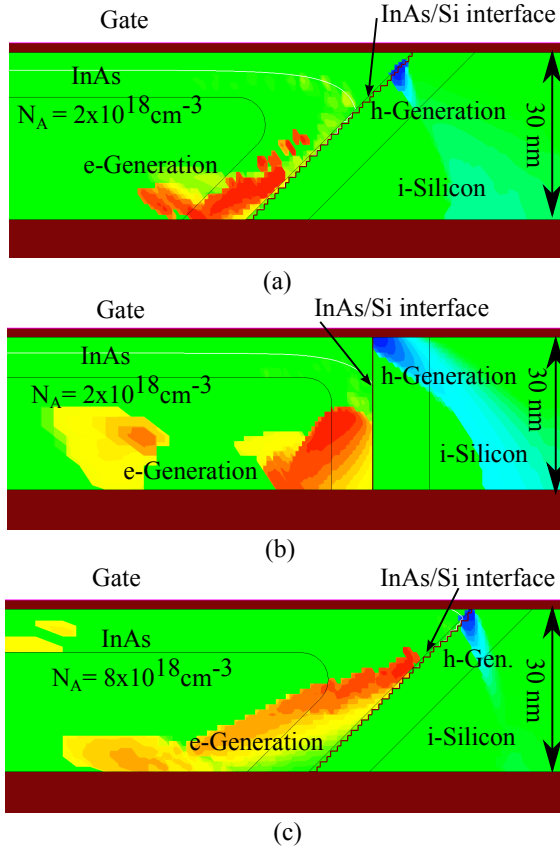 Gate
InAs/Si interface
InAs
N_A = 2x10^18cm^-3
h-Generation
e-Generation
i-Silicon
30 nm
(a)
Gate
InAs/Si interface
InAs
N_A = 2x10^18cm^-3
h-Generation
e-Generation
i-Silicon
30 nm
(b)
Gate
InAs/Si interface
InAs
h-Gen.
N_A = 8x10^18cm^-3
e-Generation
i-Silicon
30 nm
(c)